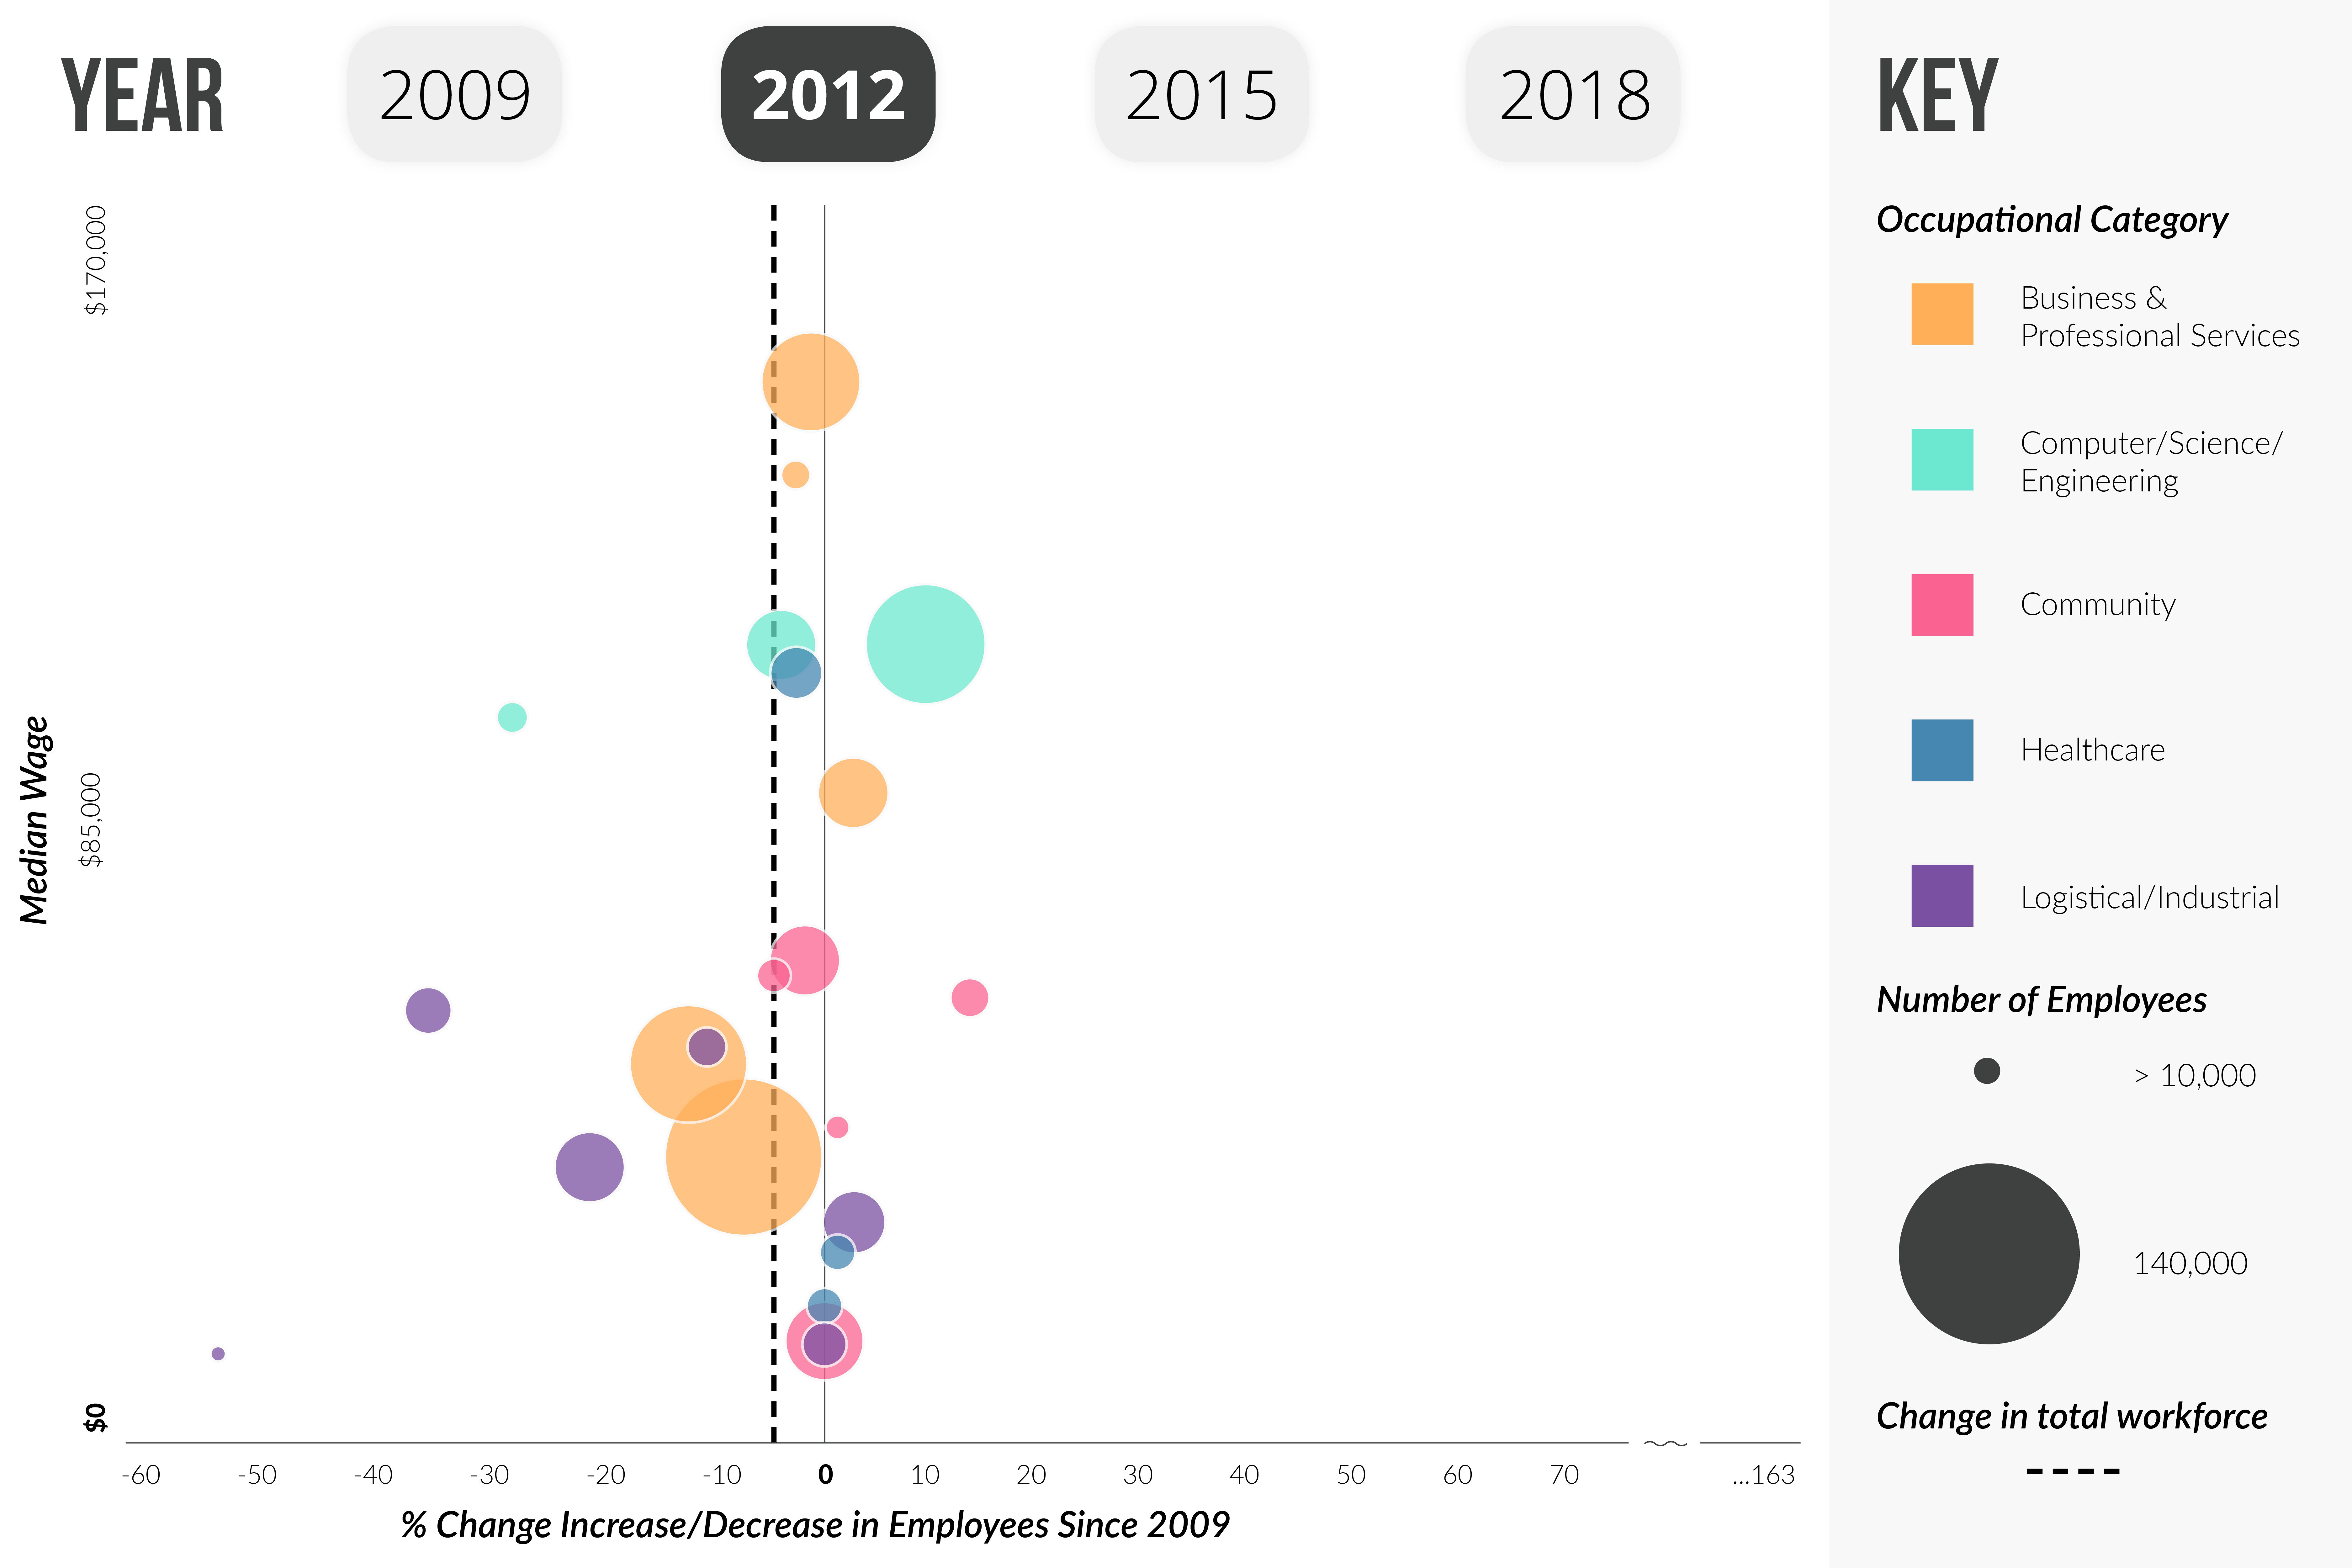 YEAR
2009
2012
2015
2018
KEY
Occupational Category
Business &
Professional Services
Computer/Science/
Engineering
Community
Healthcare
Logistical/Industrial
Number of Employees
> 10,000
140,000
Change in total workforce
$170,000
$85,000
$0
Median Wage
-60 -50 -40 -30 -20 -10 0 10 20 30 40 50 60 70 ...163
% Change Increase/Decrease in Employees Since 2009